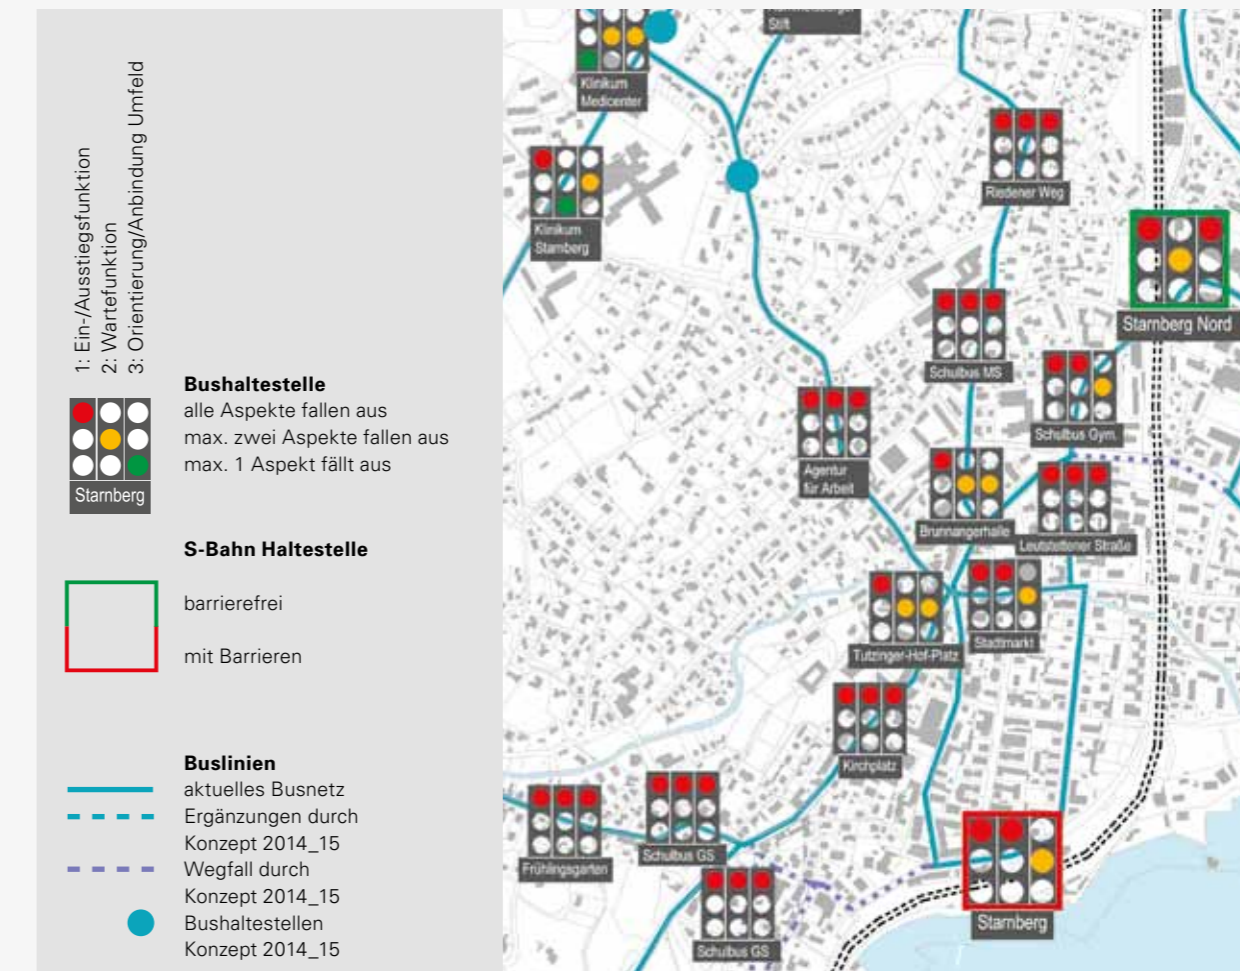 1: Ein-/Ausstiegsfunktion
2: Wartefunktion
3: Orientierung/Anbindung Umfeld
Bushaltestelle
alle Aspekte fallen aus
max. zwei Aspekte fallen aus
max. 1 Aspekt fällt aus
Starnberg
S-Bahn Haltestelle
barrierefrei
mit Barrieren
Buslinien
aktuelles Busnetz
Ergänzungen durch
Konzept 2014_15
Wegfall durch
Konzept 2014_15
Bushaltestellen
Konzept 2014_15
Stift
Klinikum
Medicenter
Riedener Weg
Klinikum
Starnberg
Starnberg Nord
Schulbus MS
Schulbus Gym.
Agentur
für Arbeit
Brunnangerhalle
Leutstettener Straße
Stadtmarkt
Tutzinger-Hof-Platz
Kirchplatz
Schulbus GS
Frühlingsgarten
Starnberg
Schulbus GS